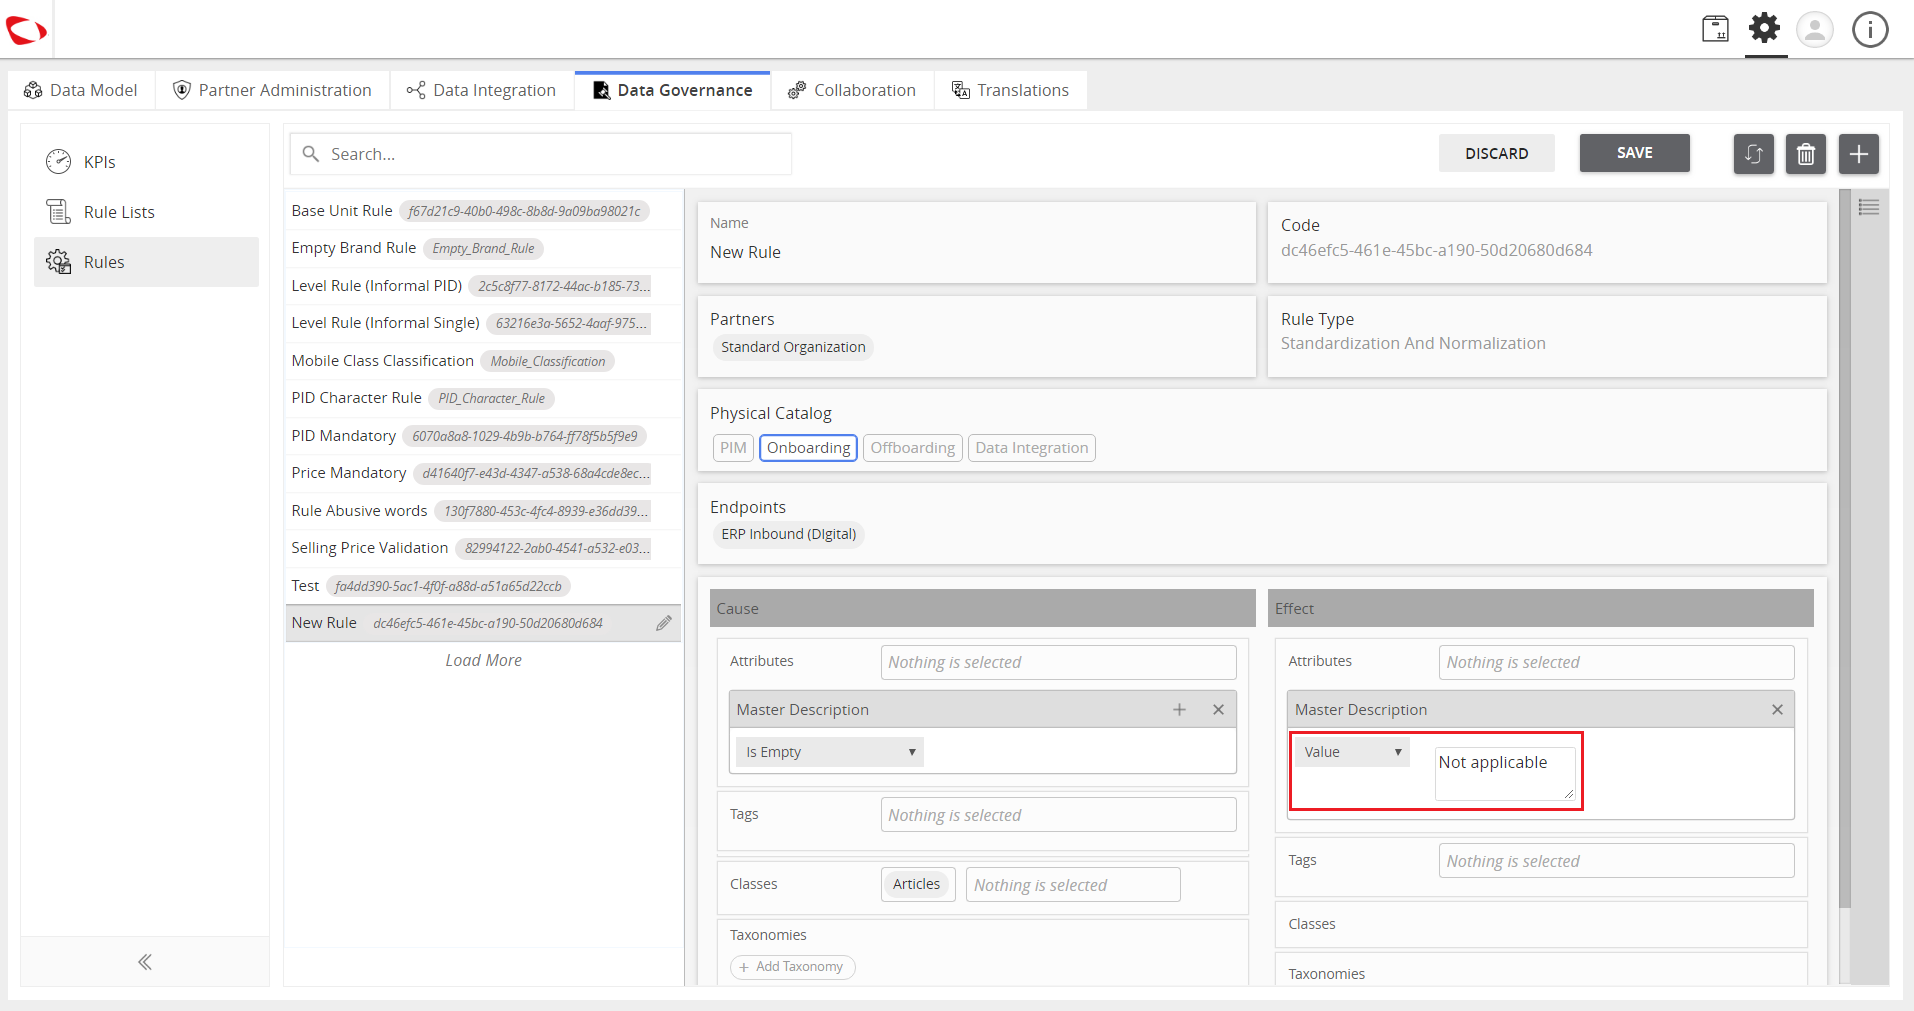 Data Model
Partner Administration
Data Integration
Data Governance
Collaboration
Translations
KPIs
Rule Lists
Rules
Search...
DISCARD
SAVE
Base Unit Rule f67d21c9-40b0-498c-8b8d-9a09ba98021c
Empty Brand Rule Empty_Brand_Rule
Level Rule (Informal PID) 2c5c8f77-8172-44ac-b185-73...
Level Rule (Informal Single) 63216e3a-5652-4aaf-975...
Mobile Class Classification Mobile_Classification
PID Character Rule PID_Character_Rule
PID Mandatory 6070a8a8-1029-4b9b-b764-ff78f5b5f9e9
Price Mandatory d41640f7-e43d-4347-a538-68a4cde8ec...
Rule Abusive words 130f7880-453c-4fc4-8939-e36dd39...
Selling Price Validation 82994122-2ab0-4541-a532-e03...
Test fa4dd390-5ac1-4f0f-a88d-a51a65d22ccb
New Rule dc46efc5-461e-45bc-a190-50d20680d684
Load More
Name
New Rule
Code
dc46efc5-461e-45bc-a190-50d20680d684
Partners
Standard Organization
Rule Type
Standardization And Normalization
Physical Catalog
PIM Onboarding Offboarding Data Integration
Endpoints
ERP Inbound (DIgital)
Cause
Attributes Nothing is selected
Master Description
Is Empty
Tags Nothing is selected
Classes Articles Nothing is selected
Taxonomies
+ Add Taxonomy
Effect
Attributes Nothing is selected
Master Description
Value Not applicable
Tags Nothing is selected
Classes
Taxonomies